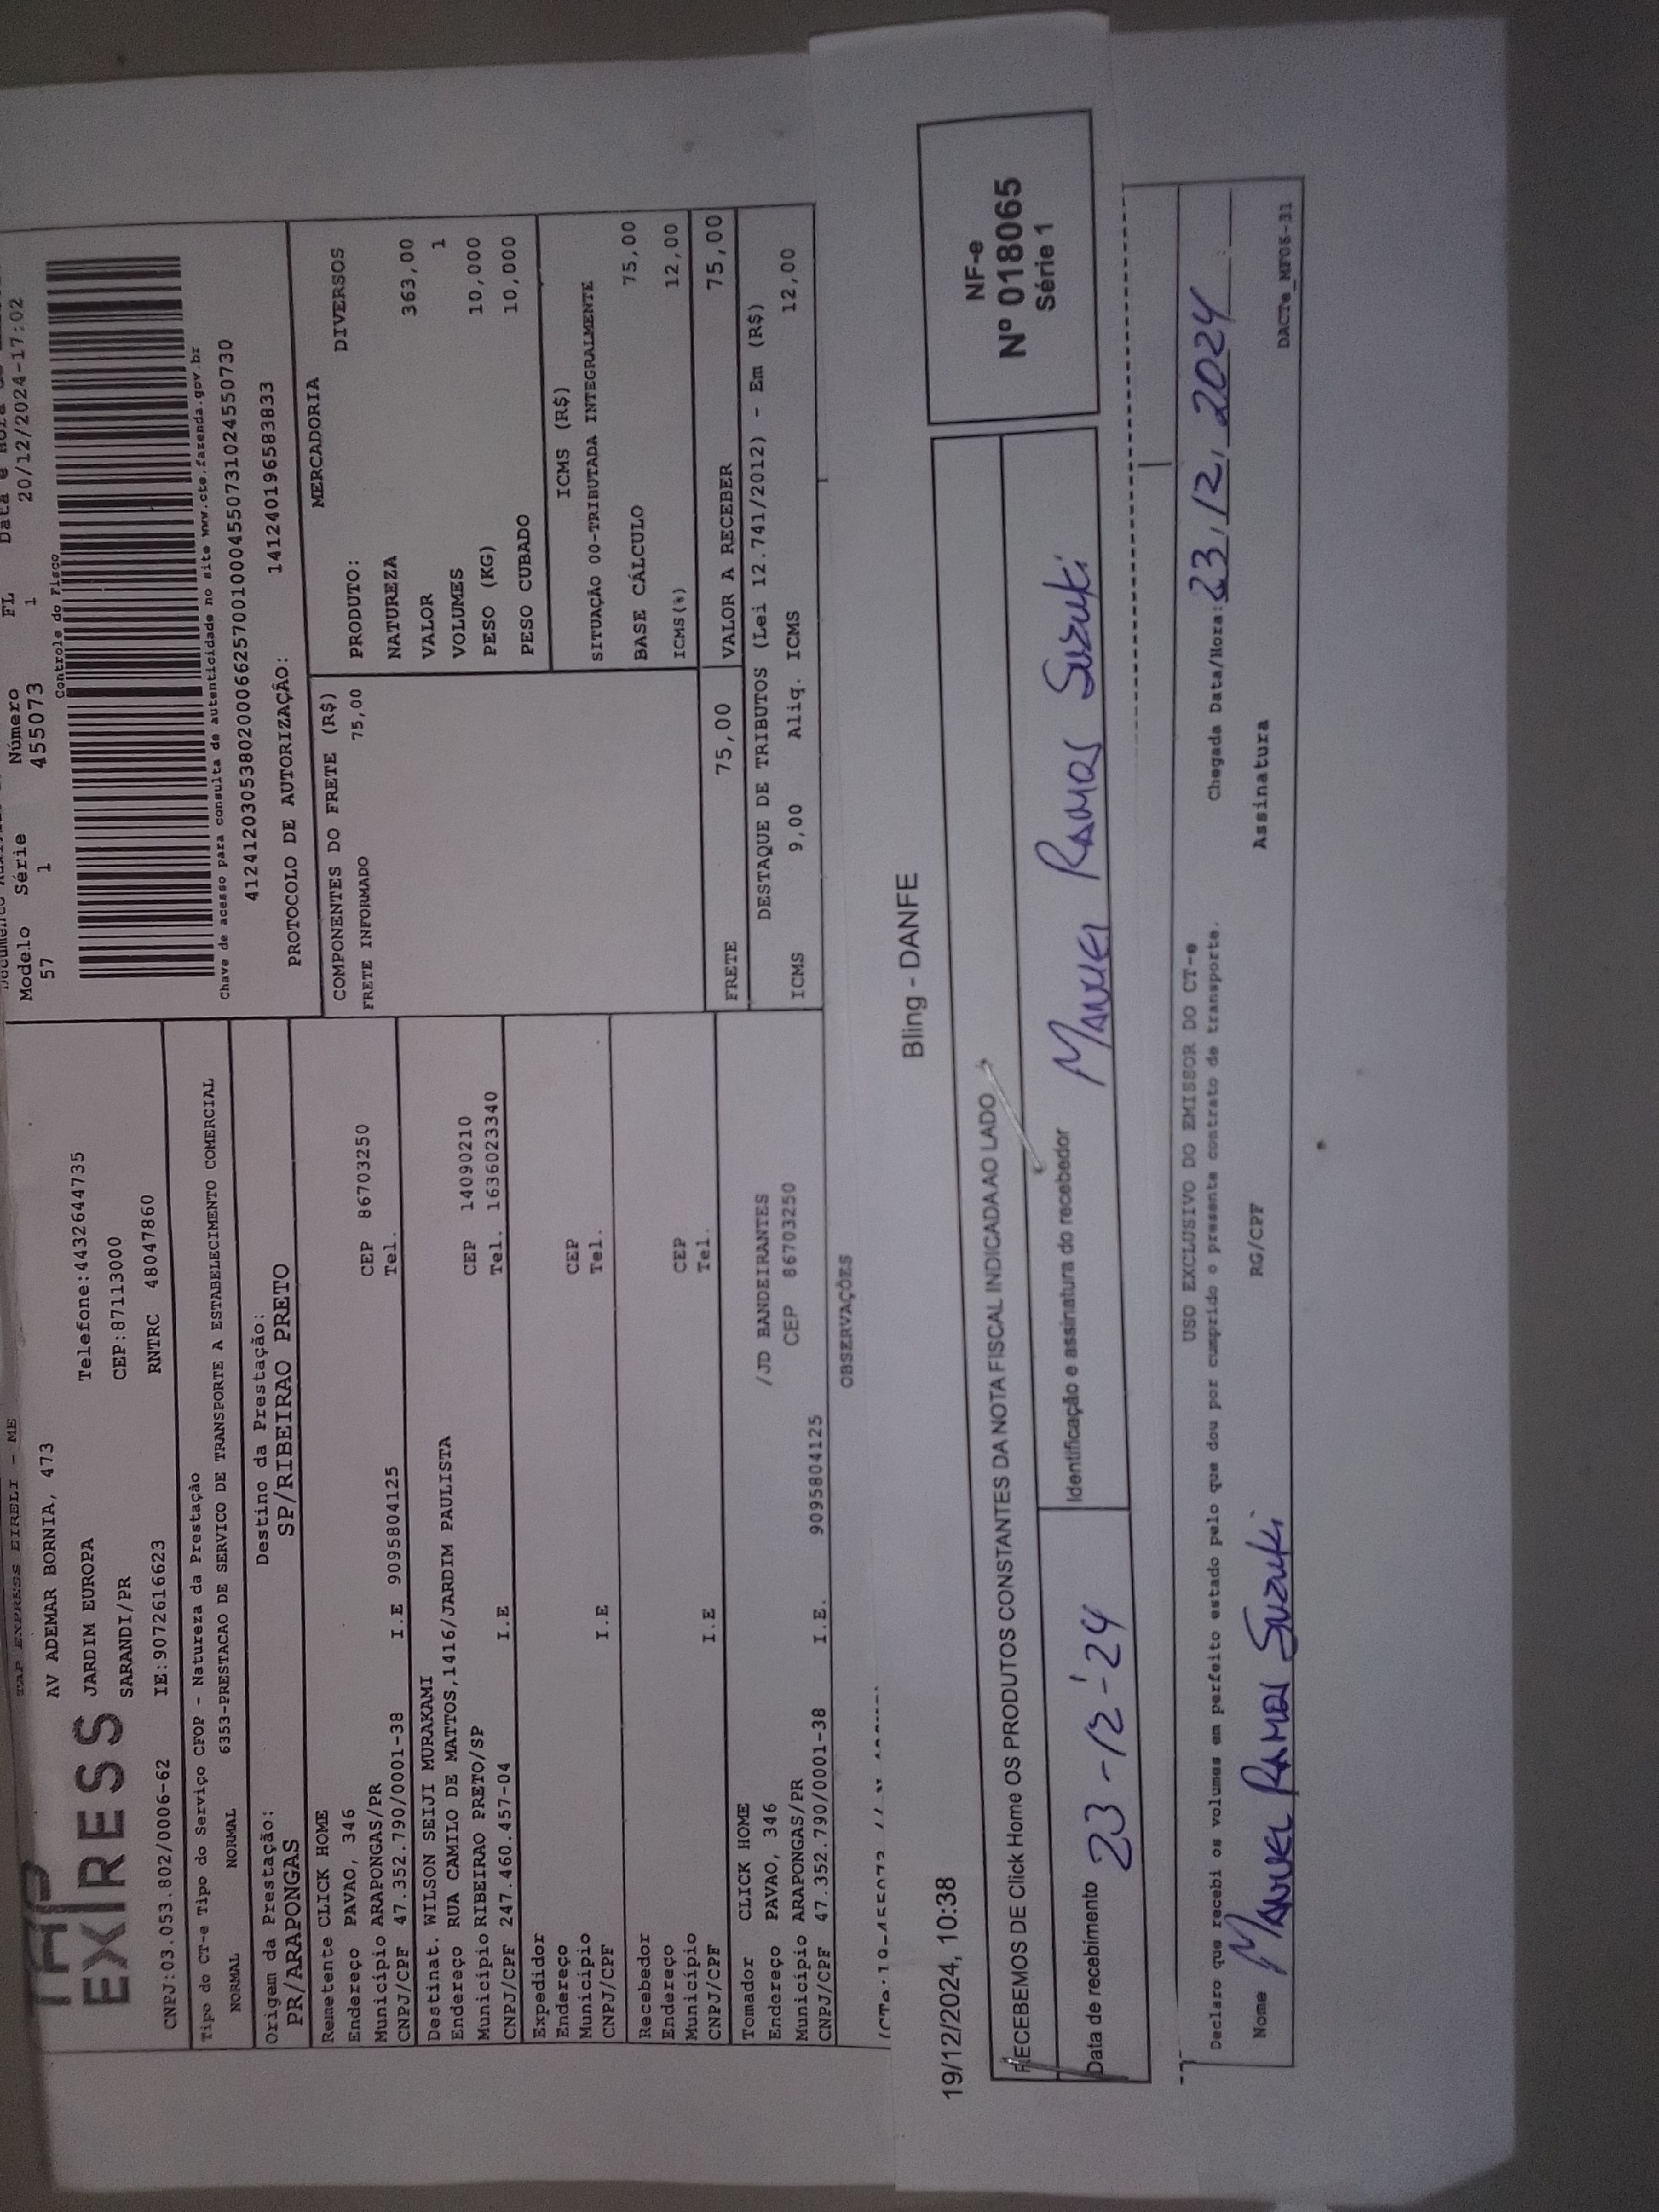 TAP EXPRESS EIRELI - ME
TAP
EXPRESS
AV ADEMAR BORNIA, 473
JARDIM EUROPA Telefone:4432644735
SARANDI/PR CEP:87113000
CNPJ:03.053.802/0006-62 IE:9072616623 RNTRC 48047860
Tipo do CT-e Tipo do Serviço CFOP - Natureza da Prestação
NORMAL NORMAL 6353-PRESTACAO DE SERVICO DE TRANSPORTE A ESTABELECIMENTO COMERCIAL
Origem da Prestação: Destino da Prestação:
PR/ARAPONGAS SP/RIBEIRAO PRETO
Modelo Série Número FL
57 1 455073 1 20/12/2024-17:02
Controle do Fisco
Chave de acesso para consulta de autenticidade no site www.cte.fazenda.gov.br
41241203053802000662570010004550731024550730
PROTOCOLO DE AUTORIZAÇÃO: 141240196583833
Remetente CLICK HOME
Endereço PAVAO, 346 CEP 86703250
Município ARAPONGAS/PR Tel.
CNPJ/CPF 47.352.790/0001-38 I.E 9095804125
Destinat. WILSON SEIJI MURAKAMI
Endereço RUA CAMILO DE MATTOS,1416/JARDIM PAULISTA CEP 14090210
Município RIBEIRAO PRETO/SP Tel. 1636023340
CNPJ/CPF 247.460.457-04 I.E
Expedidor
Endereço CEP
Município Tel.
CNPJ/CPF I.E
Recebedor
Endereço CEP
Município Tel.
CNPJ/CPF I.E
Tomador CLICK HOME
Endereço PAVAO, 346 /JD BANDEIRANTES
Município ARAPONGAS/PR CEP 86703250
CNPJ/CPF 47.352.790/0001-38 I.E. 9095804125
OBSERVAÇÕES
COMPONENTES DO FRETE (R$)
FRETE INFORMADO 75,00
FRETE 75,00
MERCADORIA
PRODUTO: DIVERSOS
NATUREZA
VALOR 363,00
VOLUMES 1
PESO (KG) 10,000
PESO CUBADO 10,000
ICMS (R$)
SITUAÇÃO 00-TRIBUTADA INTEGRALMENTE
BASE CÁLCULO 75,00
ICMS(%) 12,00
VALOR A RECEBER 75,00
DESTAQUE DE TRIBUTOS (Lei 12.741/2012) - Em (R$)
ICMS 9,00 Aliq. ICMS 12,00
19/12/2024, 10:38 Bling - DANFE
RECEBEMOS DE Click Home OS PRODUTOS CONSTANTES DA NOTA FISCAL INDICADA AO LADO
Data de recebimento 23-12-24
Identificação e assinatura do recebedor MANUEL RAMOS SUZUKI
NF-e
Nº 018065
Série 1
USO EXCLUSIVO DO EMISSOR DO CT-e
Declaro que recebi os volumes em perfeito estado pelo que dou por cumprido o presente contrato de transporte.
Chegada Data/Hora: 23/12/2024 :
Nome MANUEL RAMOS SUZUKI RG/CPF Assinatura
DACTe_MF06-31